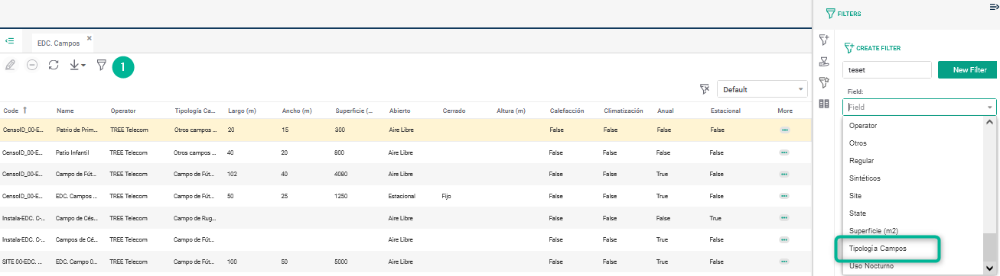 FILTERS
EDC. Campos
1
CREATE FILTER
teset New Filter
Field:
Default
Field
Code Name Operator Tipología Ca... Largo (m) Ancho (m) Superficie (... Abierto Cerrado Altura (m) Calefacción Climatización Anual Estacional More
CensoID_00-E... Patrio de Prim... TREE Telecom Otros campos ... 20 15 300 Aire Libre False False False False
CensoID_00-E... Patio Infantil TREE Telecom Otros campos ... 40 20 800 Aire Libre False False False False
CensoID_00-E... Campo de Fút... TREE Telecom Campo de Fút... 102 40 4080 Aire Libre False False True False
CensoID_00-E... EDC. Campos ... TREE Telecom Campo de Fút... 50 25 1250 Estacional Fijo False False True False
Instala-EDC. C-... Campo de Cés... TREE Telecom Campo de Rug... Aire Libre False False False True
Instala-EDC. C-... Campos de Cé... TREE Telecom Campo de Fút... Aire Libre False False True False
SITE 00-EDC. ... EDC. Campo 0... TREE Telecom Campo de Fút... 100 50 5000 Aire Libre False False True False
Operator
Otros
Regular
Sintéticos
Site
State
Superficie (m2)
Tipología Campos
Uso Nocturno